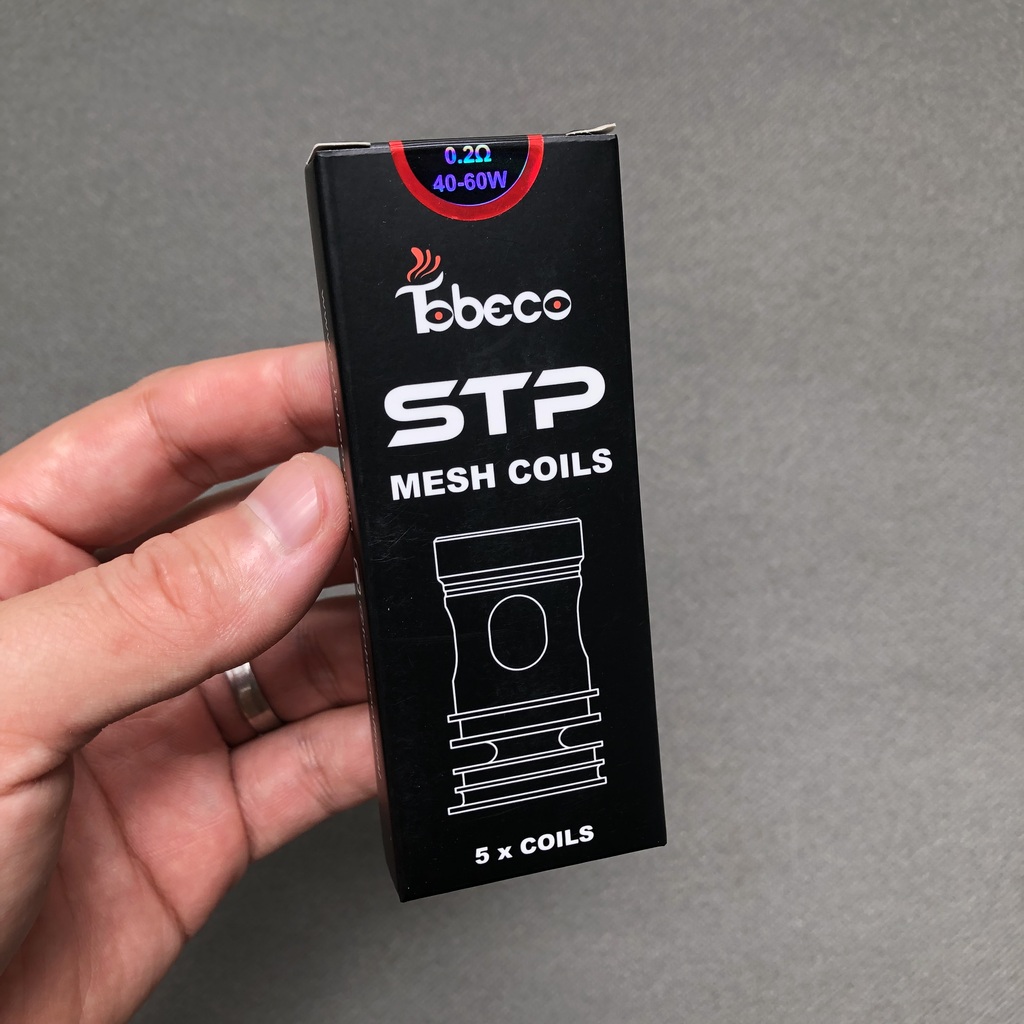 0.2Ω
40-60W
Tobeco
STP
MESH COILS
5 x COILS